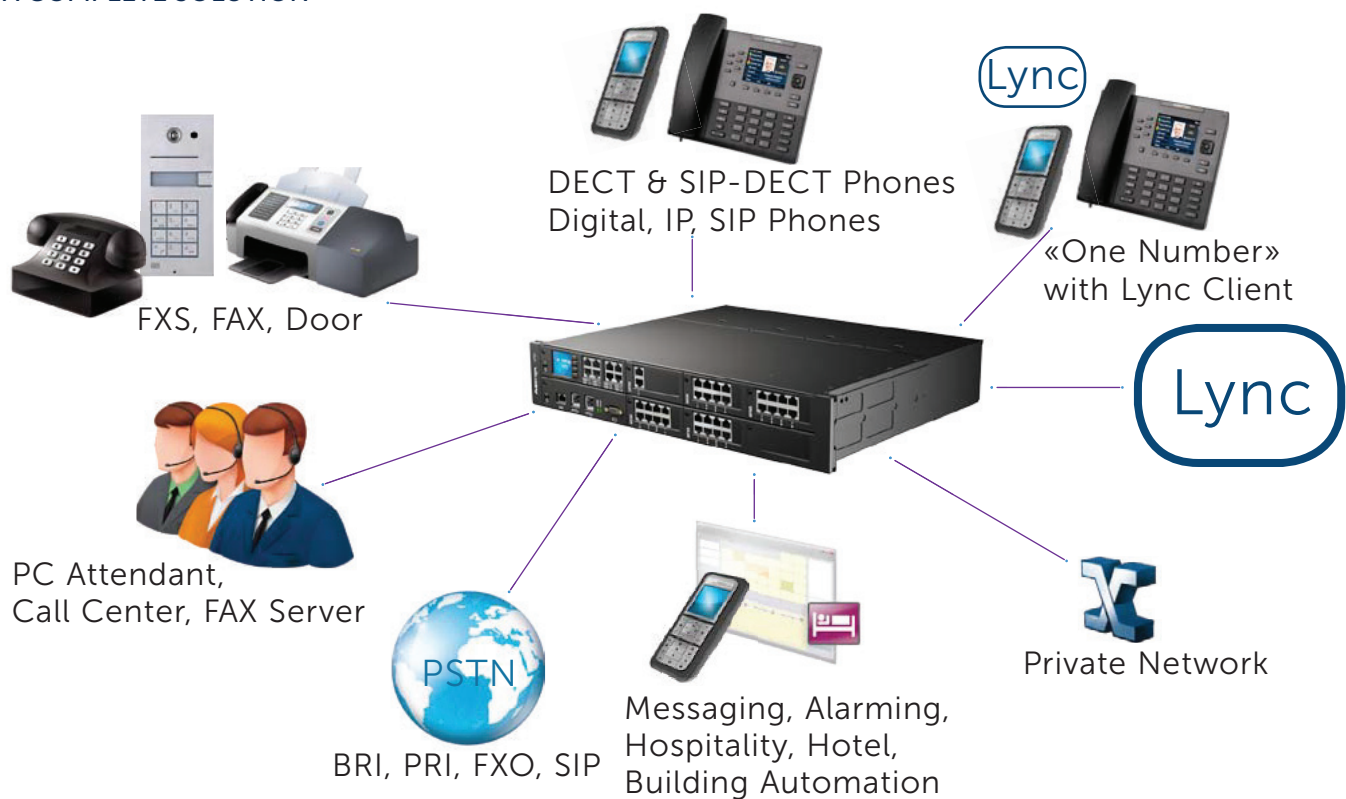 DECT & SIP-DECT Phones
Digital, IP, SIP Phones
Lync
«One Number»
with Lync Client
FXS, FAX, Door
Lync
PC Attendant,
Call Center, FAX Server
PSTN
BRI, PRI, FXO, SIP
Messaging, Alarming,
Hospitality, Hotel,
Building Automation
Private Network